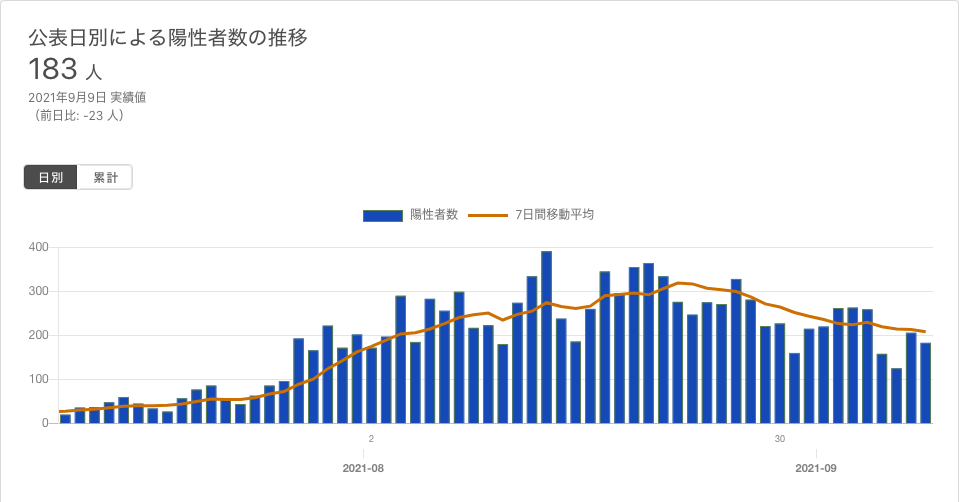 公表日別による陽性者数の推移
183 人
2021年9月9日 実績値
（前日比: -23 人）
日別 累計
陽性者数 7日間移動平均
400
300
200
100
0
2 30
2021-08 2021-09